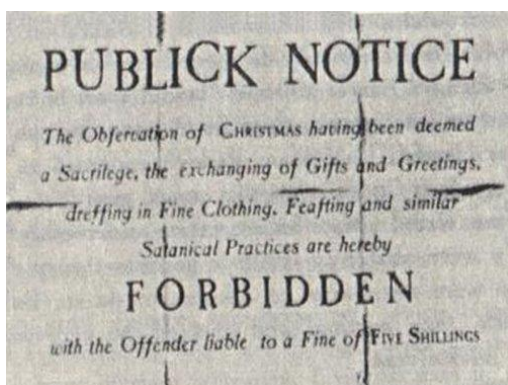 PUBLICK NOTICE
The Obfervation of CHRISTMAS having been deemed
a Sacrilege, the exchanging of Gifts and Greetings,
dreffing in Fine Clothing, Feafting and similar
Satanical Practices are hereby
FORBIDDEN
with the Offender liable to a Fine of FIVE SHILLINGS